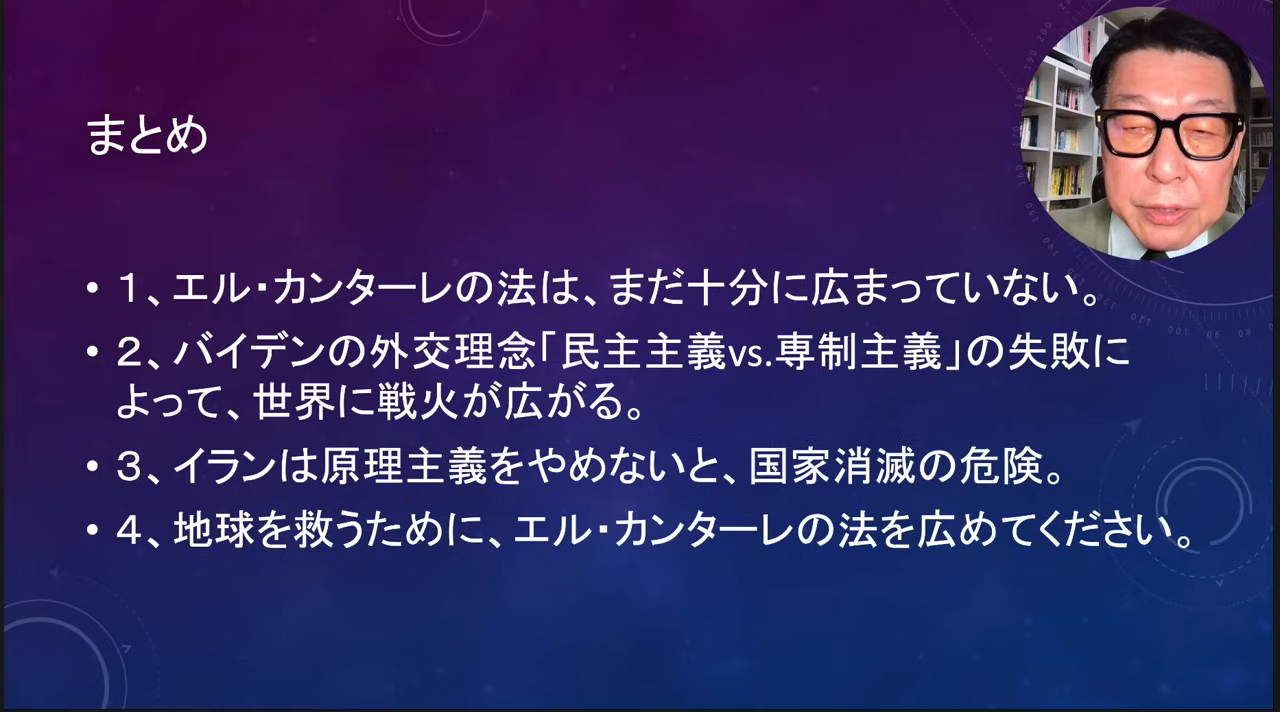 まとめ
• １、エル・カンターレの法は、まだ十分に広まっていない。
• ２、バイデンの外交理念「民主主義vs.専制主義」の失敗に
よって、世界に戦火が広がる。
• ３、イランは原理主義をやめないと、国家消滅の危険。
• ４、地球を救うために、エル・カンターレの法を広めてください。